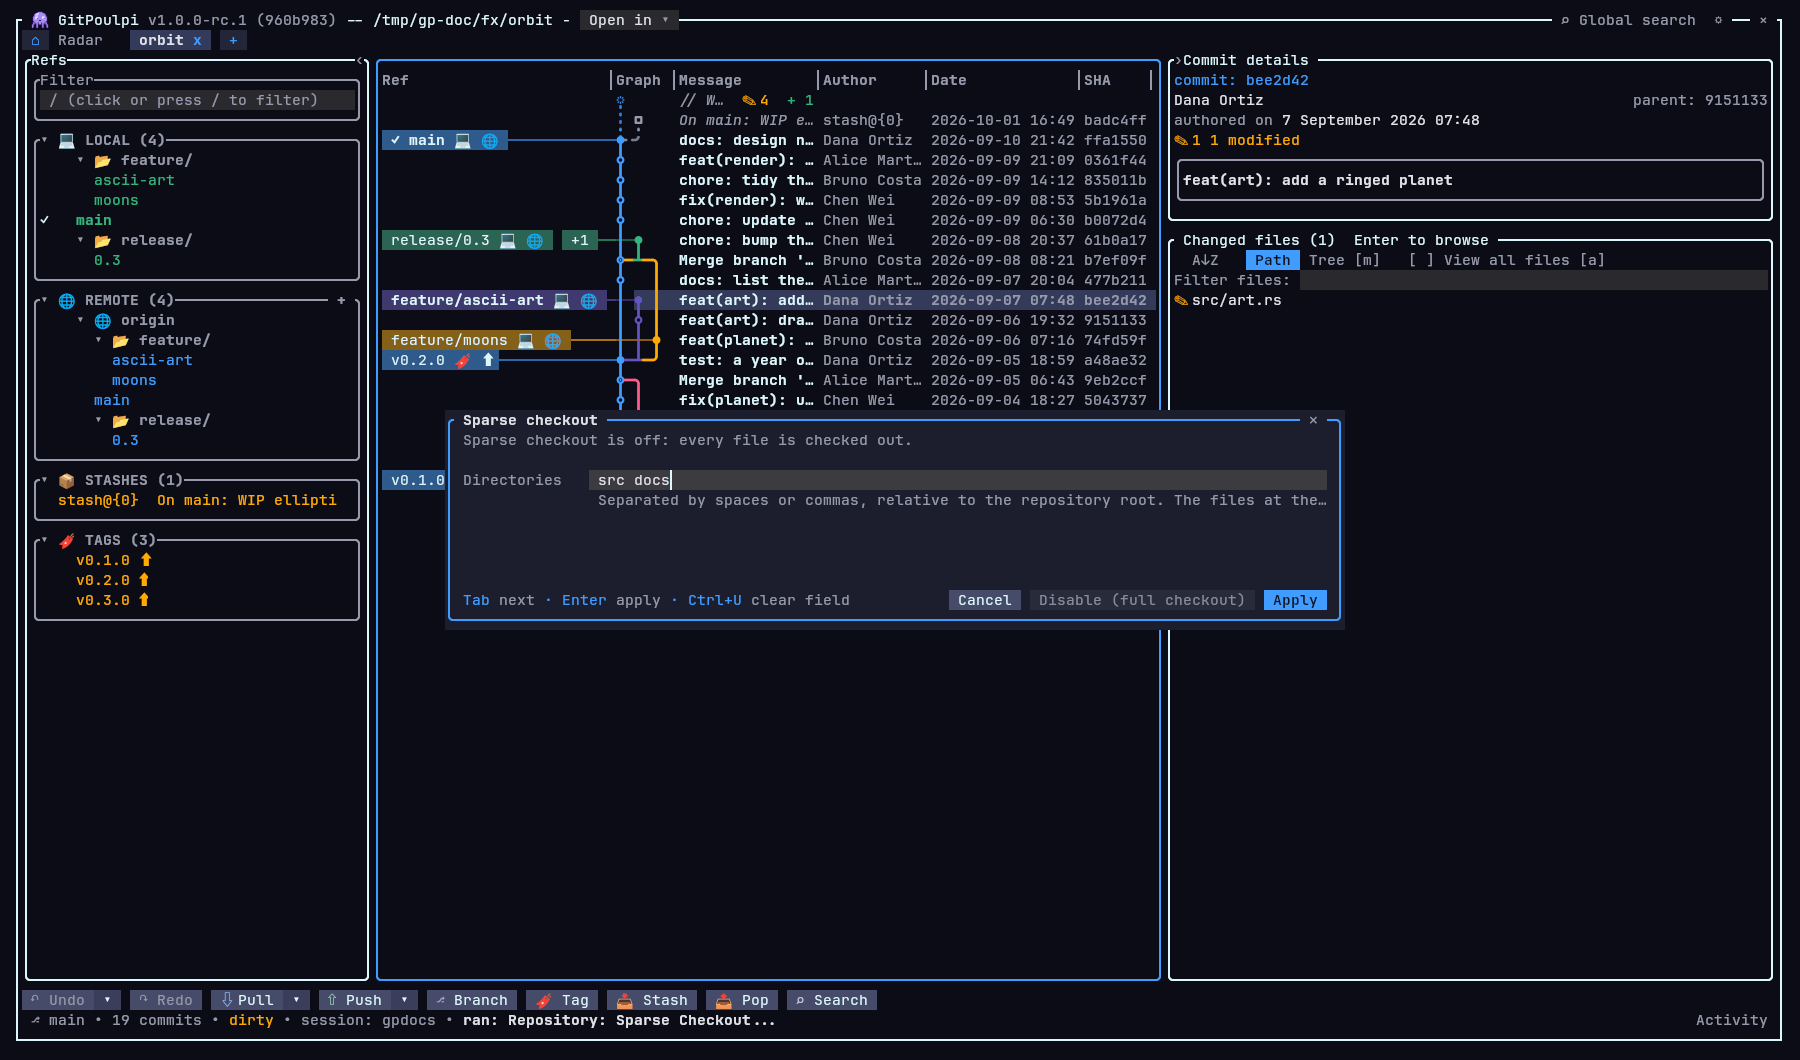 GitPoulpi v1.0.0-rc.1 (960b983) —— /tmp/gp-doc/fx/orbit - Open in ▾ ⌕ Global search ⚙ ×
⌂ Radar orbit x +
Refs ‹
Filter
/ (click or press / to filter)
▾ LOCAL (4)
▾ feature/
ascii-art
moons
✓ main
▾ release/
0.3
▾ REMOTE (4) +
▾ origin
▾ feature/
ascii-art
moons
main
▾ release/
0.3
▾ STASHES (1)
stash@{0} On main: WIP ellipti
▾ TAGS (3)
v0.1.0 ⬆
v0.2.0 ⬆
v0.3.0 ⬆
Ref Graph Message Author Date SHA
// W… ✎ 4 + 1
On main: WIP e… stash@{0} 2026-10-01 16:49 badc4ff
✓ main docs: design n… Dana Ortiz 2026-09-10 21:42 ffa1550
feat(render): … Alice Mart… 2026-09-09 21:09 0361f44
chore: tidy th… Bruno Costa 2026-09-09 14:12 835011b
fix(render): w… Chen Wei 2026-09-09 08:53 5b1961a
chore: update … Chen Wei 2026-09-09 06:30 b0072d4
release/0.3 +1 chore: bump th… Chen Wei 2026-09-08 20:37 61b0a17
Merge branch '… Bruno Costa 2026-09-08 08:21 b7ef09f
docs: list the… Alice Mart… 2026-09-07 20:04 477b211
feature/ascii-art feat(art): add… Dana Ortiz 2026-09-07 07:48 bee2d42
feat(art): dra… Dana Ortiz 2026-09-06 19:32 9151133
feature/moons feat(planet): … Bruno Costa 2026-09-06 07:16 74fd59f
v0.2.0 ⬆ test: a year o… Dana Ortiz 2026-09-05 18:59 a48ae32
Merge branch '… Alice Mart… 2026-09-05 06:43 9eb2ccf
fix(planet): u… Chen Wei 2026-09-04 18:27 5043737
v0.1.0
Sparse checkout ×
Sparse checkout is off: every file is checked out.
Directories src docs
Separated by spaces or commas, relative to the repository root. The files at the…
Tab next · Enter apply · Ctrl+U clear field Cancel Disable (full checkout) Apply
› Commit details
commit: bee2d42
Dana Ortiz parent: 9151133
authored on 7 September 2026 07:48
✎ 1 1 modified
feat(art): add a ringed planet
Changed files (1) Enter to browse
A↓Z Path Tree [m] [ ] View all files [a]
Filter files:
✎ src/art.rs
↶ Undo ▾ ↷ Redo ⇩ Pull ▾ ⇧ Push ▾ Branch Tag Stash Pop ⌕ Search
main • 19 commits • dirty • session: gpdocs • ran: Repository: Sparse Checkout... Activity